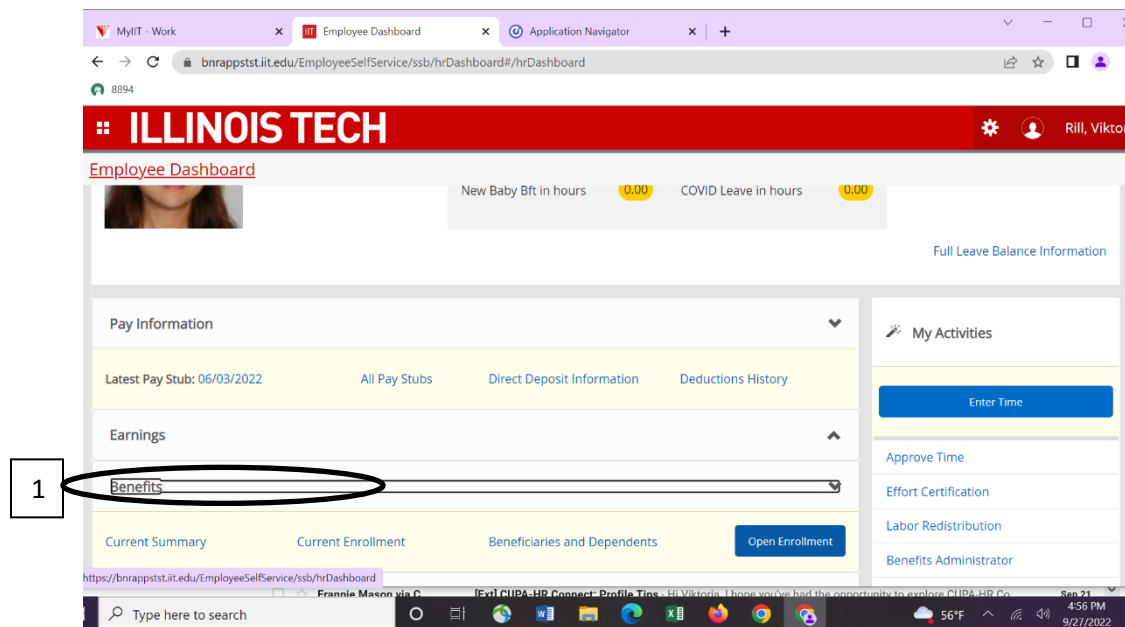 MyIIT - Work
Employee Dashboard
Application Navigator
bnrappstst.iit.edu/EmployeeSelfService/ssb/hrDashboard#/hrDashboard
8894
ILLINOIS TECH
Rill, Viktor
Employee Dashboard
New Baby Bft in hours 0.00 COVID Leave in hours 0.00
Full Leave Balance Information
Pay Information
My Activities
Latest Pay Stub: 06/03/2022 All Pay Stubs Direct Deposit Information Deductions History
Enter Time
Earnings
Approve Time
1
Benefits
Effort Certification
Labor Redistribution
Current Summary Current Enrollment Beneficiaries and Dependents Open Enrollment
Benefits Administrator
https://bnrappstst.iit.edu/EmployeeSelfService/ssb/hrDashboard
Frannie Mason via C. [Ext] CUPA-HR Connect: Profile Tips - Hi Viktoria, I hope you've had the opportunity to explore CUPA-HR Co Sep 21
Type here to search
56°F
4:56 PM
9/27/2022